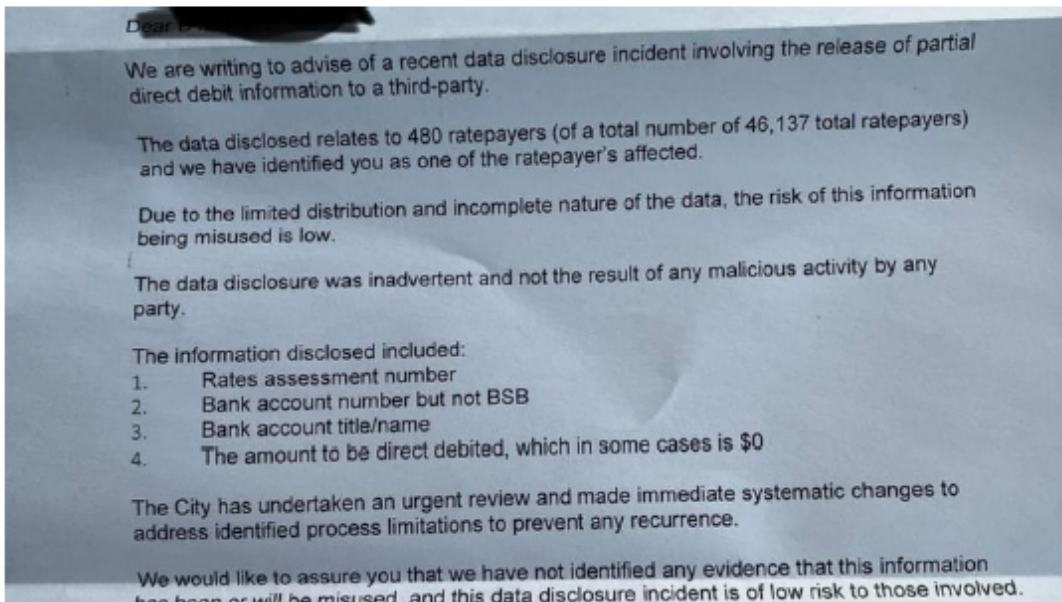 Dear
We are writing to advise of a recent data disclosure incident involving the release of partial
direct debit information to a third-party.
The data disclosed relates to 480 ratepayers (of a total number of 46,137 total ratepayers)
and we have identified you as one of the ratepayer's affected.
Due to the limited distribution and incomplete nature of the data, the risk of this information
being misused is low.
The data disclosure was inadvertent and not the result of any malicious activity by any
party.
The information disclosed included:
1. Rates assessment number
2. Bank account number but not BSB
3. Bank account title/name
4. The amount to be direct debited, which in some cases is $0
The City has undertaken an urgent review and made immediate systematic changes to
address identified process limitations to prevent any recurrence.
We would like to assure you that we have not identified any evidence that this information
has been or will be misused, and this data disclosure incident is of low risk to those involved.